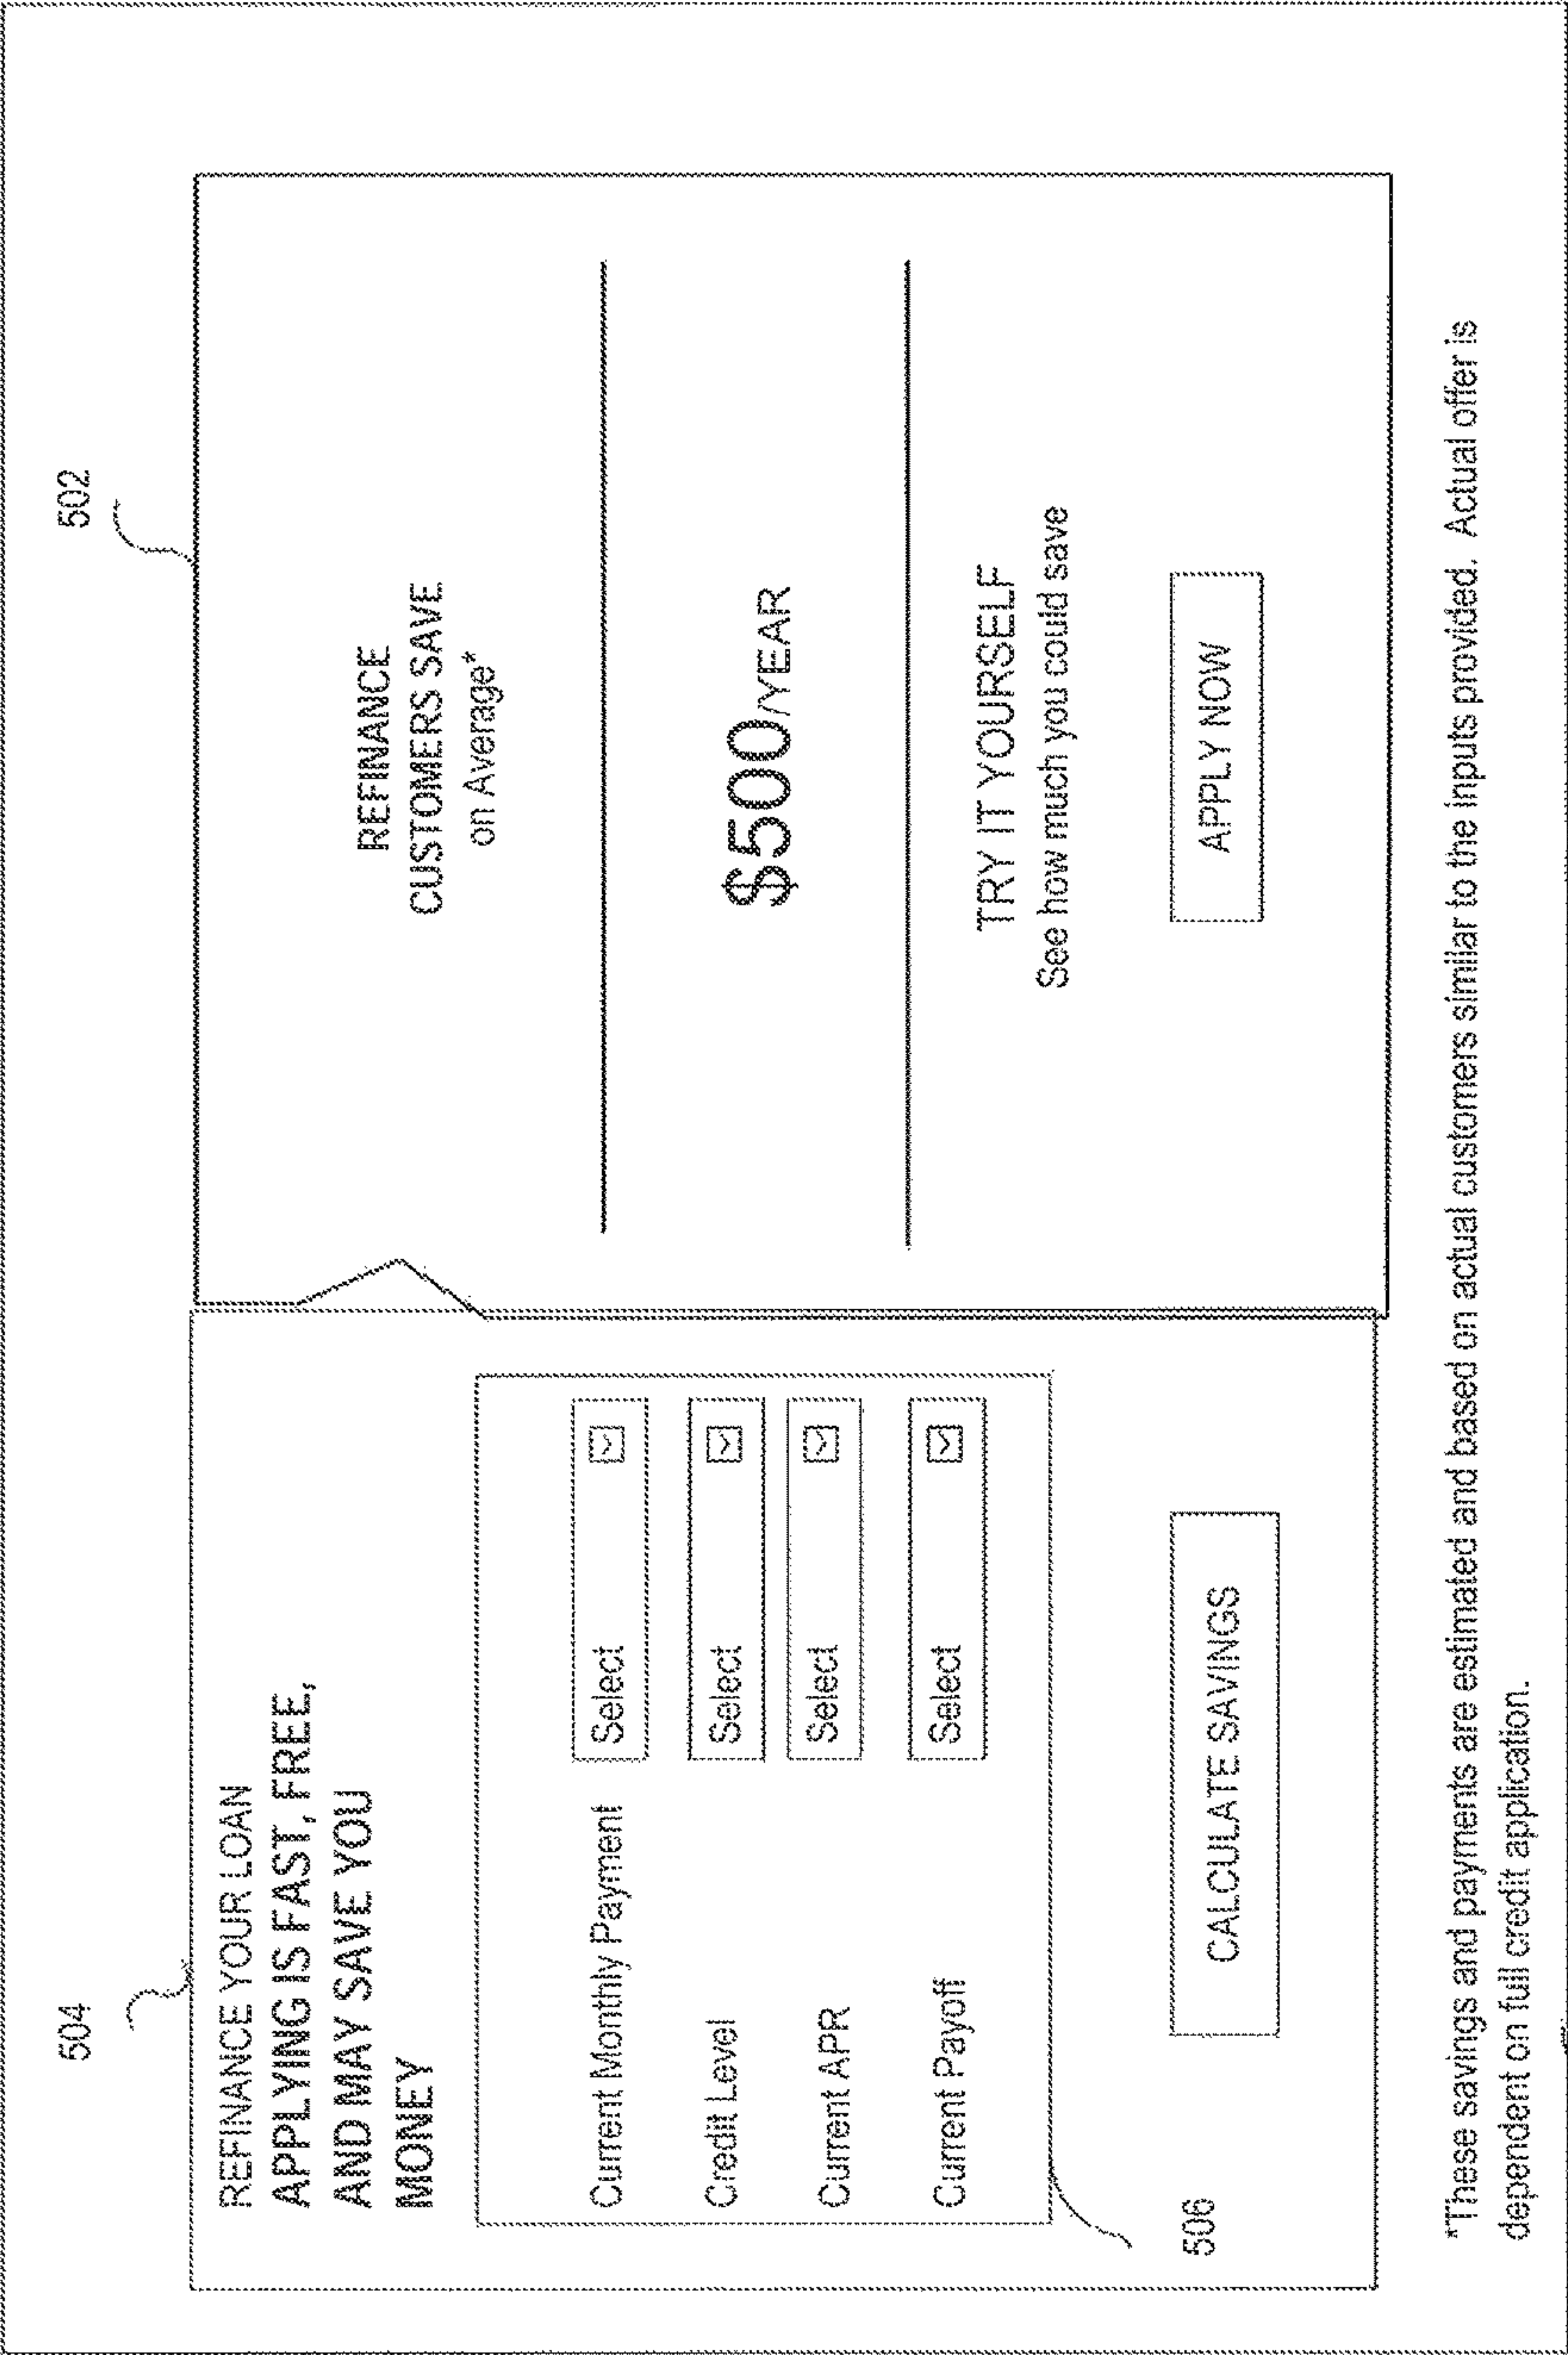 504
REFINANCE YOUR LOAN
APPLYING IS FAST, FREE,
AND MAY SAVE YOU
MONEY
Current Monthly Payment Select
Credit Level Select
Current APR Select
Current Payoff Select
506
CALCULATE SAVINGS
502
REFINANCE
CUSTOMERS SAVE
on Average*
$500/YEAR
TRY IT YOURSELF
See how much you could save
APPLY NOW
*These savings and payments are estimated and based on actual customers similar to the inputs provided. Actual offer is
dependent on full credit application.